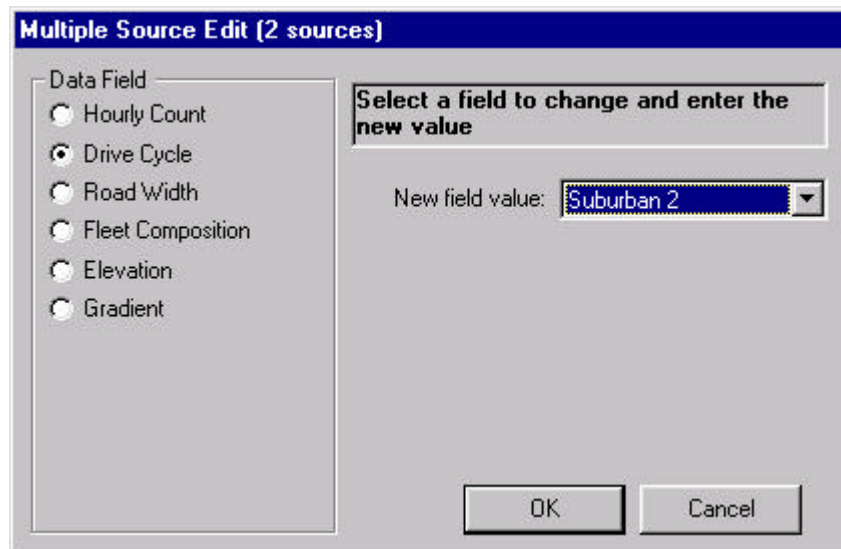 Multiple Source Edit (2 sources)
Data Field
Hourly Count
Drive Cycle
Road Width
Fleet Composition
Elevation
Gradient
Select a field to change and enter the
new value
New field value:
Suburban 2
OK
Cancel